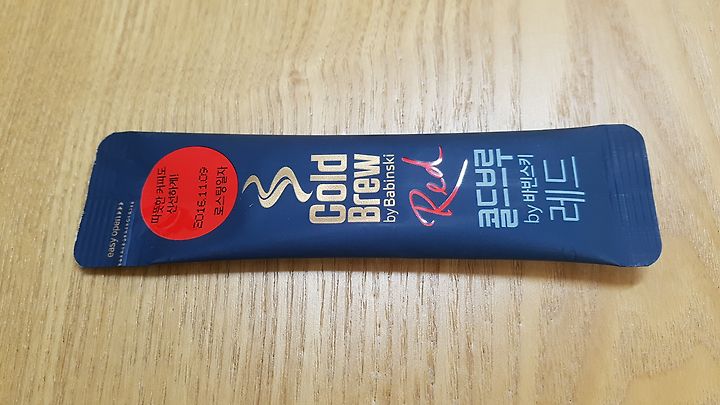 easy open
따뜻한 커피도
신선하게!
2016.11.09
로스팅일자
Cold
Brew
by Babinski
Red
콜드브루
by 바빈스키
레드